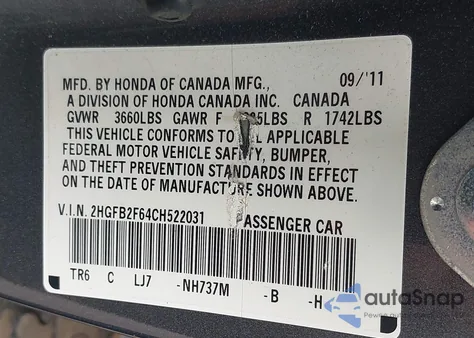 MFD. BY HONDA OF CANADA MFG., 09/'11
A DIVISION OF HONDA CANADA INC. CANADA
GVWR 3660LBS GAWR F R 1742LBS
THIS VEHICLE CONFORMS TO ALL APPLICABLE
FEDERAL MOTOR VEHICLE SAFETY, BUMPER,
AND THEFT PREVENTION STANDARDS IN EFFECT
ON THE DATE OF MANUFACTURE SHOWN ABOVE.
V.I.N. 2HGFB2F64CH522031 PASSENGER CAR
TR6 C LJ7 -NH737M -B -H
autoSnap